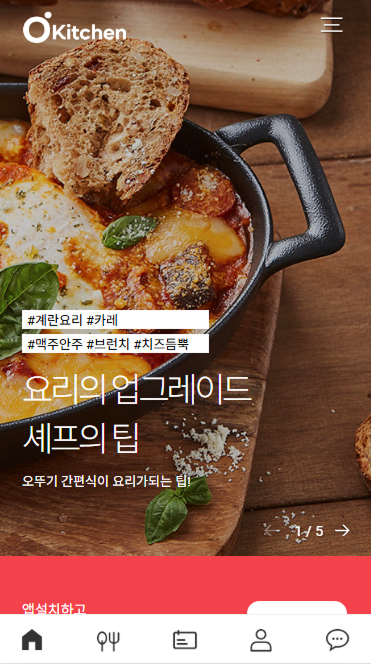 O'Kitchen
#계란요리 #카레
#맥주안주 #브런치 #치즈듬뿍
요리의 업그레이드
셰프의 팁
오뚜기 간편식이 요리가되는 팁!
1 / 5
앱설치하고